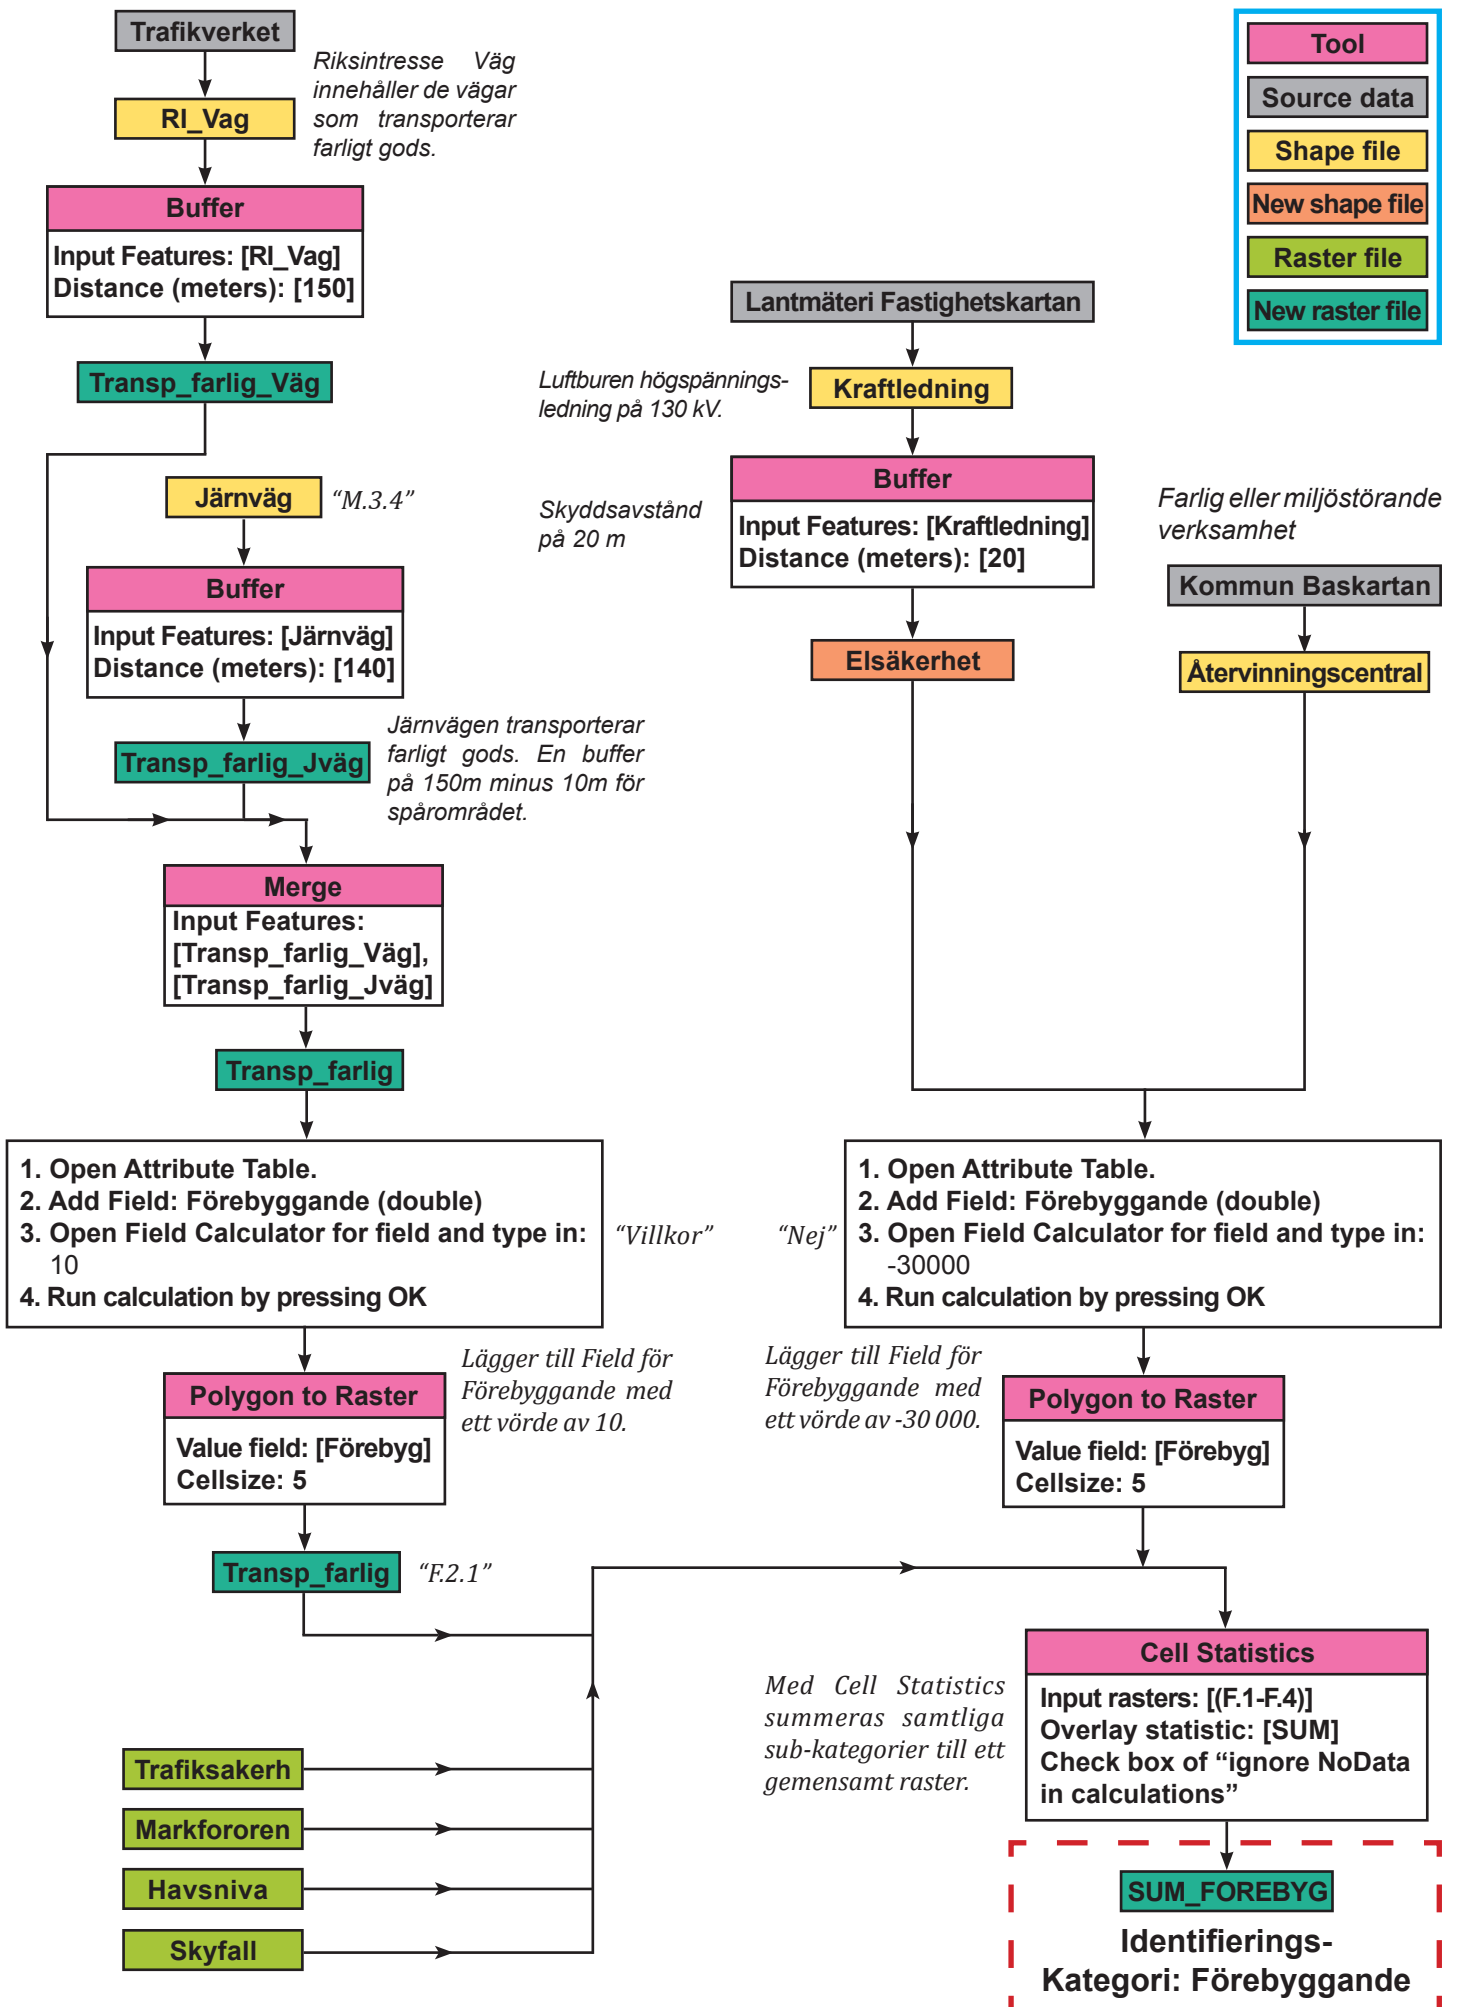 Trafikverket
Riksintresse Väg
innehåller de vägar
som transporterar
farligt gods.
RI_Vag
Buffer
Input Features: [RI_Vag]
Distance (meters): [150]
Transp_farlig_Väg
Järnväg
“M.3.4”
Buffer
Input Features: [Järnväg]
Distance (meters): [140]
Transp_farlig_Jväg
Järnvägen transporterar
farligt gods. En buffer
på 150m minus 10m för
spårområdet.
Merge
Input Features:
[Transp_farlig_Väg],
[Transp_farlig_Jväg]
Transp_farlig
1. Open Attribute Table.
2. Add Field: Förebyggande (double)
3. Open Field Calculator for field and type in:
10
4. Run calculation by pressing OK
“Villkor”
Polygon to Raster
Value field: [Förebyg]
Cellsize: 5
Lägger till Field för
Förebyggande med
ett vörde av 10.
Transp_farlig
“F.2.1”
Trafiksakerh
Markfororen
Havsniva
Skyfall
Tool
Source data
Shape file
New shape file
Raster file
New raster file
Lantmäteri Fastighetskartan
Luftburen högspännings-
ledning på 130 kV.
Kraftledning
Buffer
Input Features: [Kraftledning]
Distance (meters): [20]
Skyddsavstånd
på 20 m
Elsäkerhet
Farlig eller miljöstörande
verksamhet
Kommun Baskartan
Återvinningscentral
“Nej”
1. Open Attribute Table.
2. Add Field: Förebyggande (double)
3. Open Field Calculator for field and type in:
-30000
4. Run calculation by pressing OK
Lägger till Field för
Förebyggande med
ett vörde av -30 000.
Polygon to Raster
Value field: [Förebyg]
Cellsize: 5
Med Cell Statistics
summeras samtliga
sub-kategorier till ett
gemensamt raster.
Cell Statistics
Input rasters: [(F.1-F.4)]
Overlay statistic: [SUM]
Check box of “ignore NoData
in calculations”
SUM_FOREBYG
Identifierings-
Kategori: Förebyggande